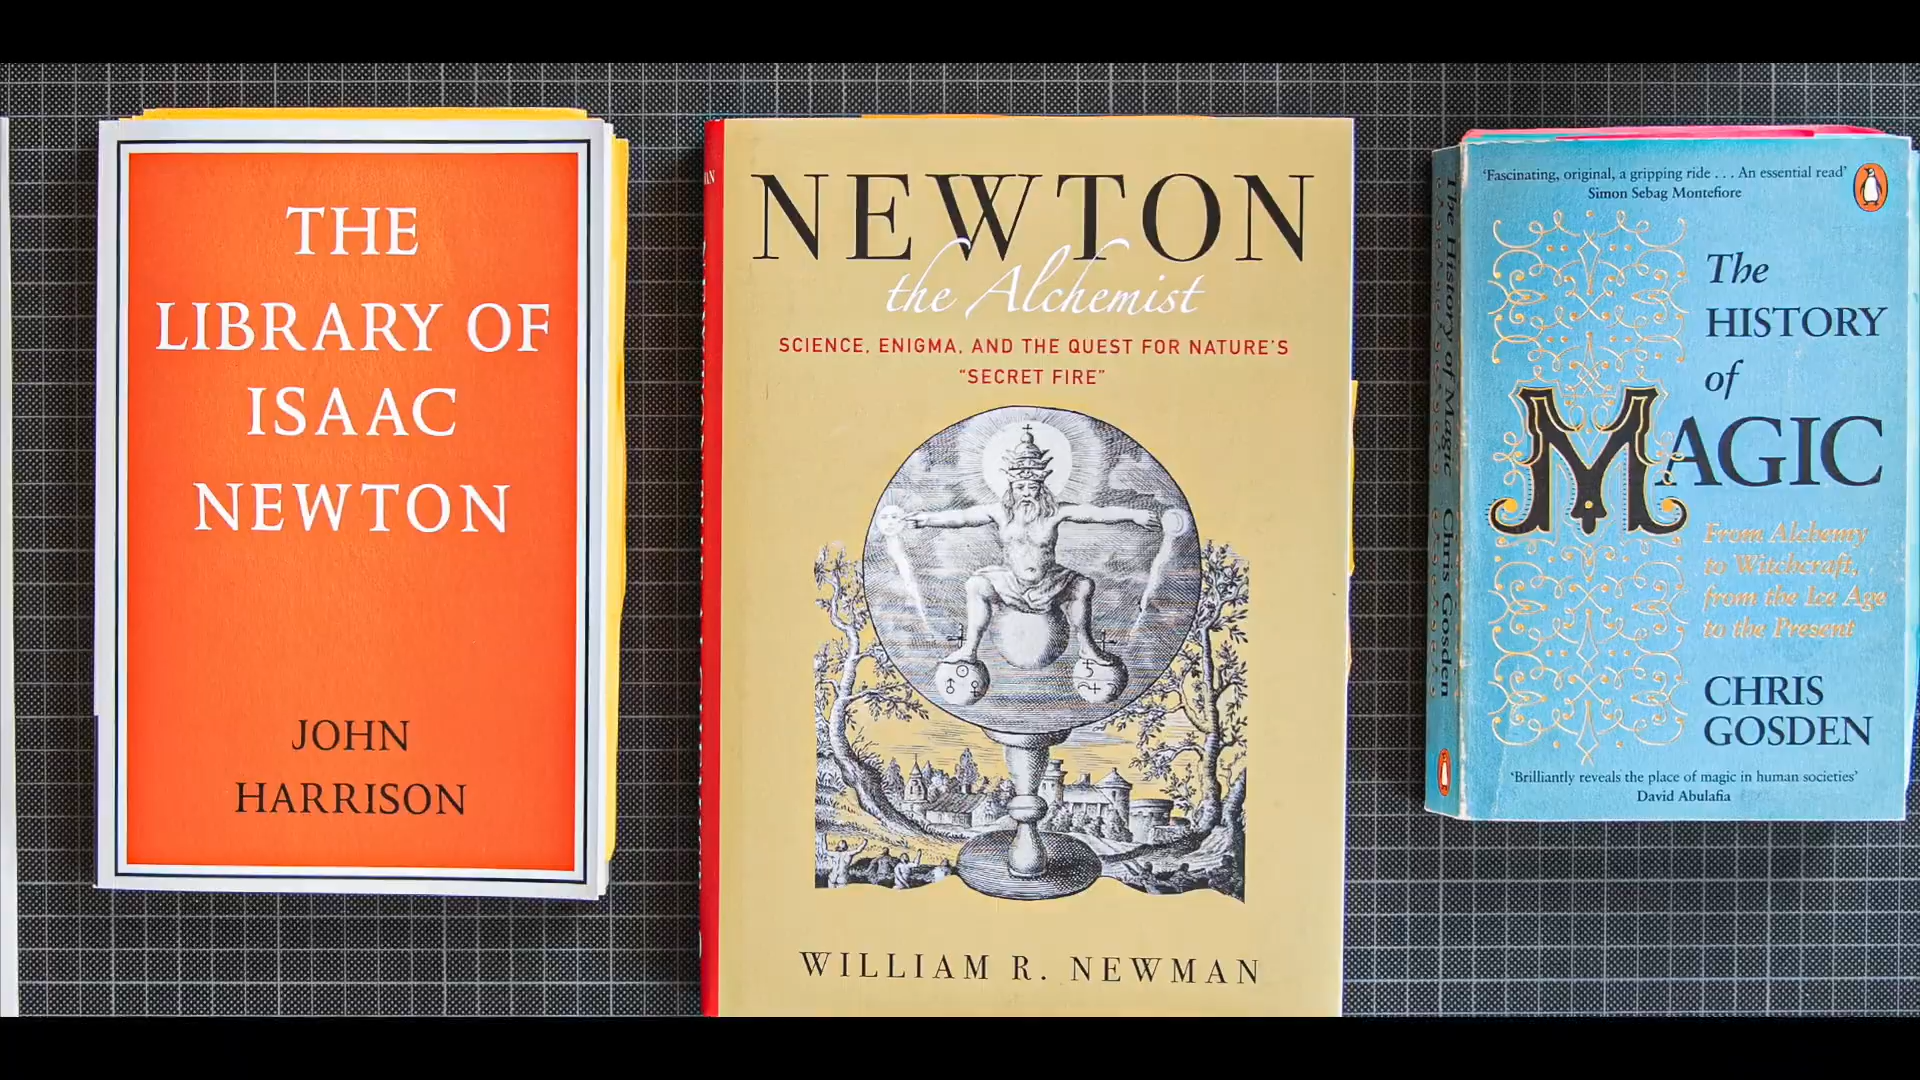 THE
LIBRARY OF
ISAAC
NEWTON
JOHN
HARRISON
NEWTON
the Alchemist
SCIENCE, ENIGMA, AND THE QUEST FOR NATURE'S
"SECRET FIRE"
WILLIAM R. NEWMAN
The History of Magic Chris Gosden
'Fascinating, original, a gripping ride . . . An essential read'
Simon Sebag Montefiore
The
HISTORY
of
MAGIC
From Alchemy
to Witchcraft,
from the Ice Age
to the Present
CHRIS
GOSDEN
'Brilliantly reveals the place of magic in human societies'
David Abulafia